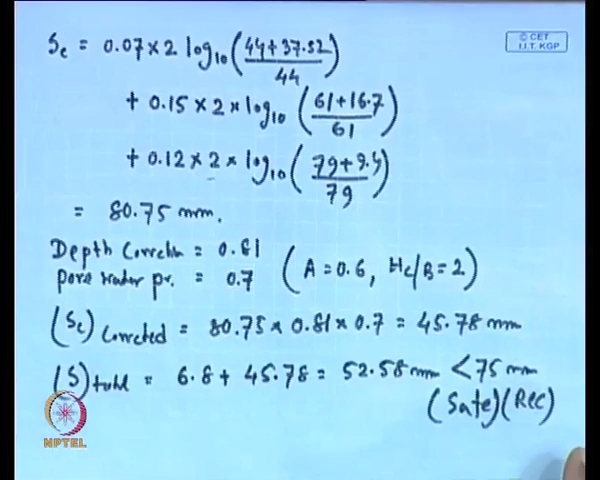 © CET
I.I.T. KGP
Sc = 0.07 × 2 log10 (44+37.52 / 44)
+ 0.15 × 2 × log10 (61+16.7 / 61)
+ 0.12 × 2 × log10 (79+9.4 / 79)
= 80.75 mm.
Depth Correctn = 0.81
pore water pr. = 0.7 (A = 0.6, Hc/B = 2)
(Sc) Corrected = 80.75 × 0.81 × 0.7 = 45.78 mm
(S) total = 6.8 + 45.78 = 52.58 mm < 75 mm
(Safe) (Rec)
NPTEL